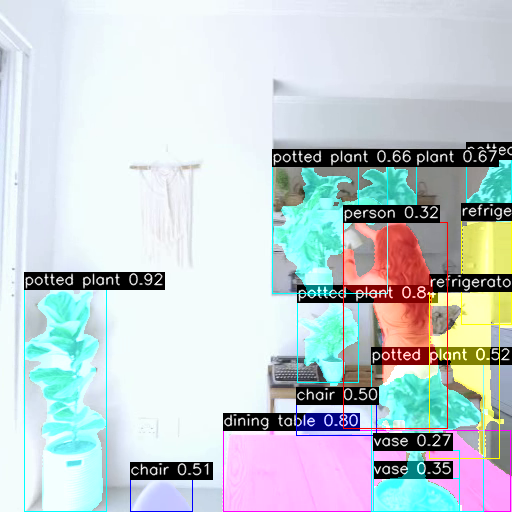 potted
potted plant 0.66
plant 0.67
person 0.32
refrige
potted plant 0.92
refrigerato
potted plant 0.8
potted plant 0.52
chair 0.50
dining table 0.80
vase 0.27
chair 0.51
vase 0.35